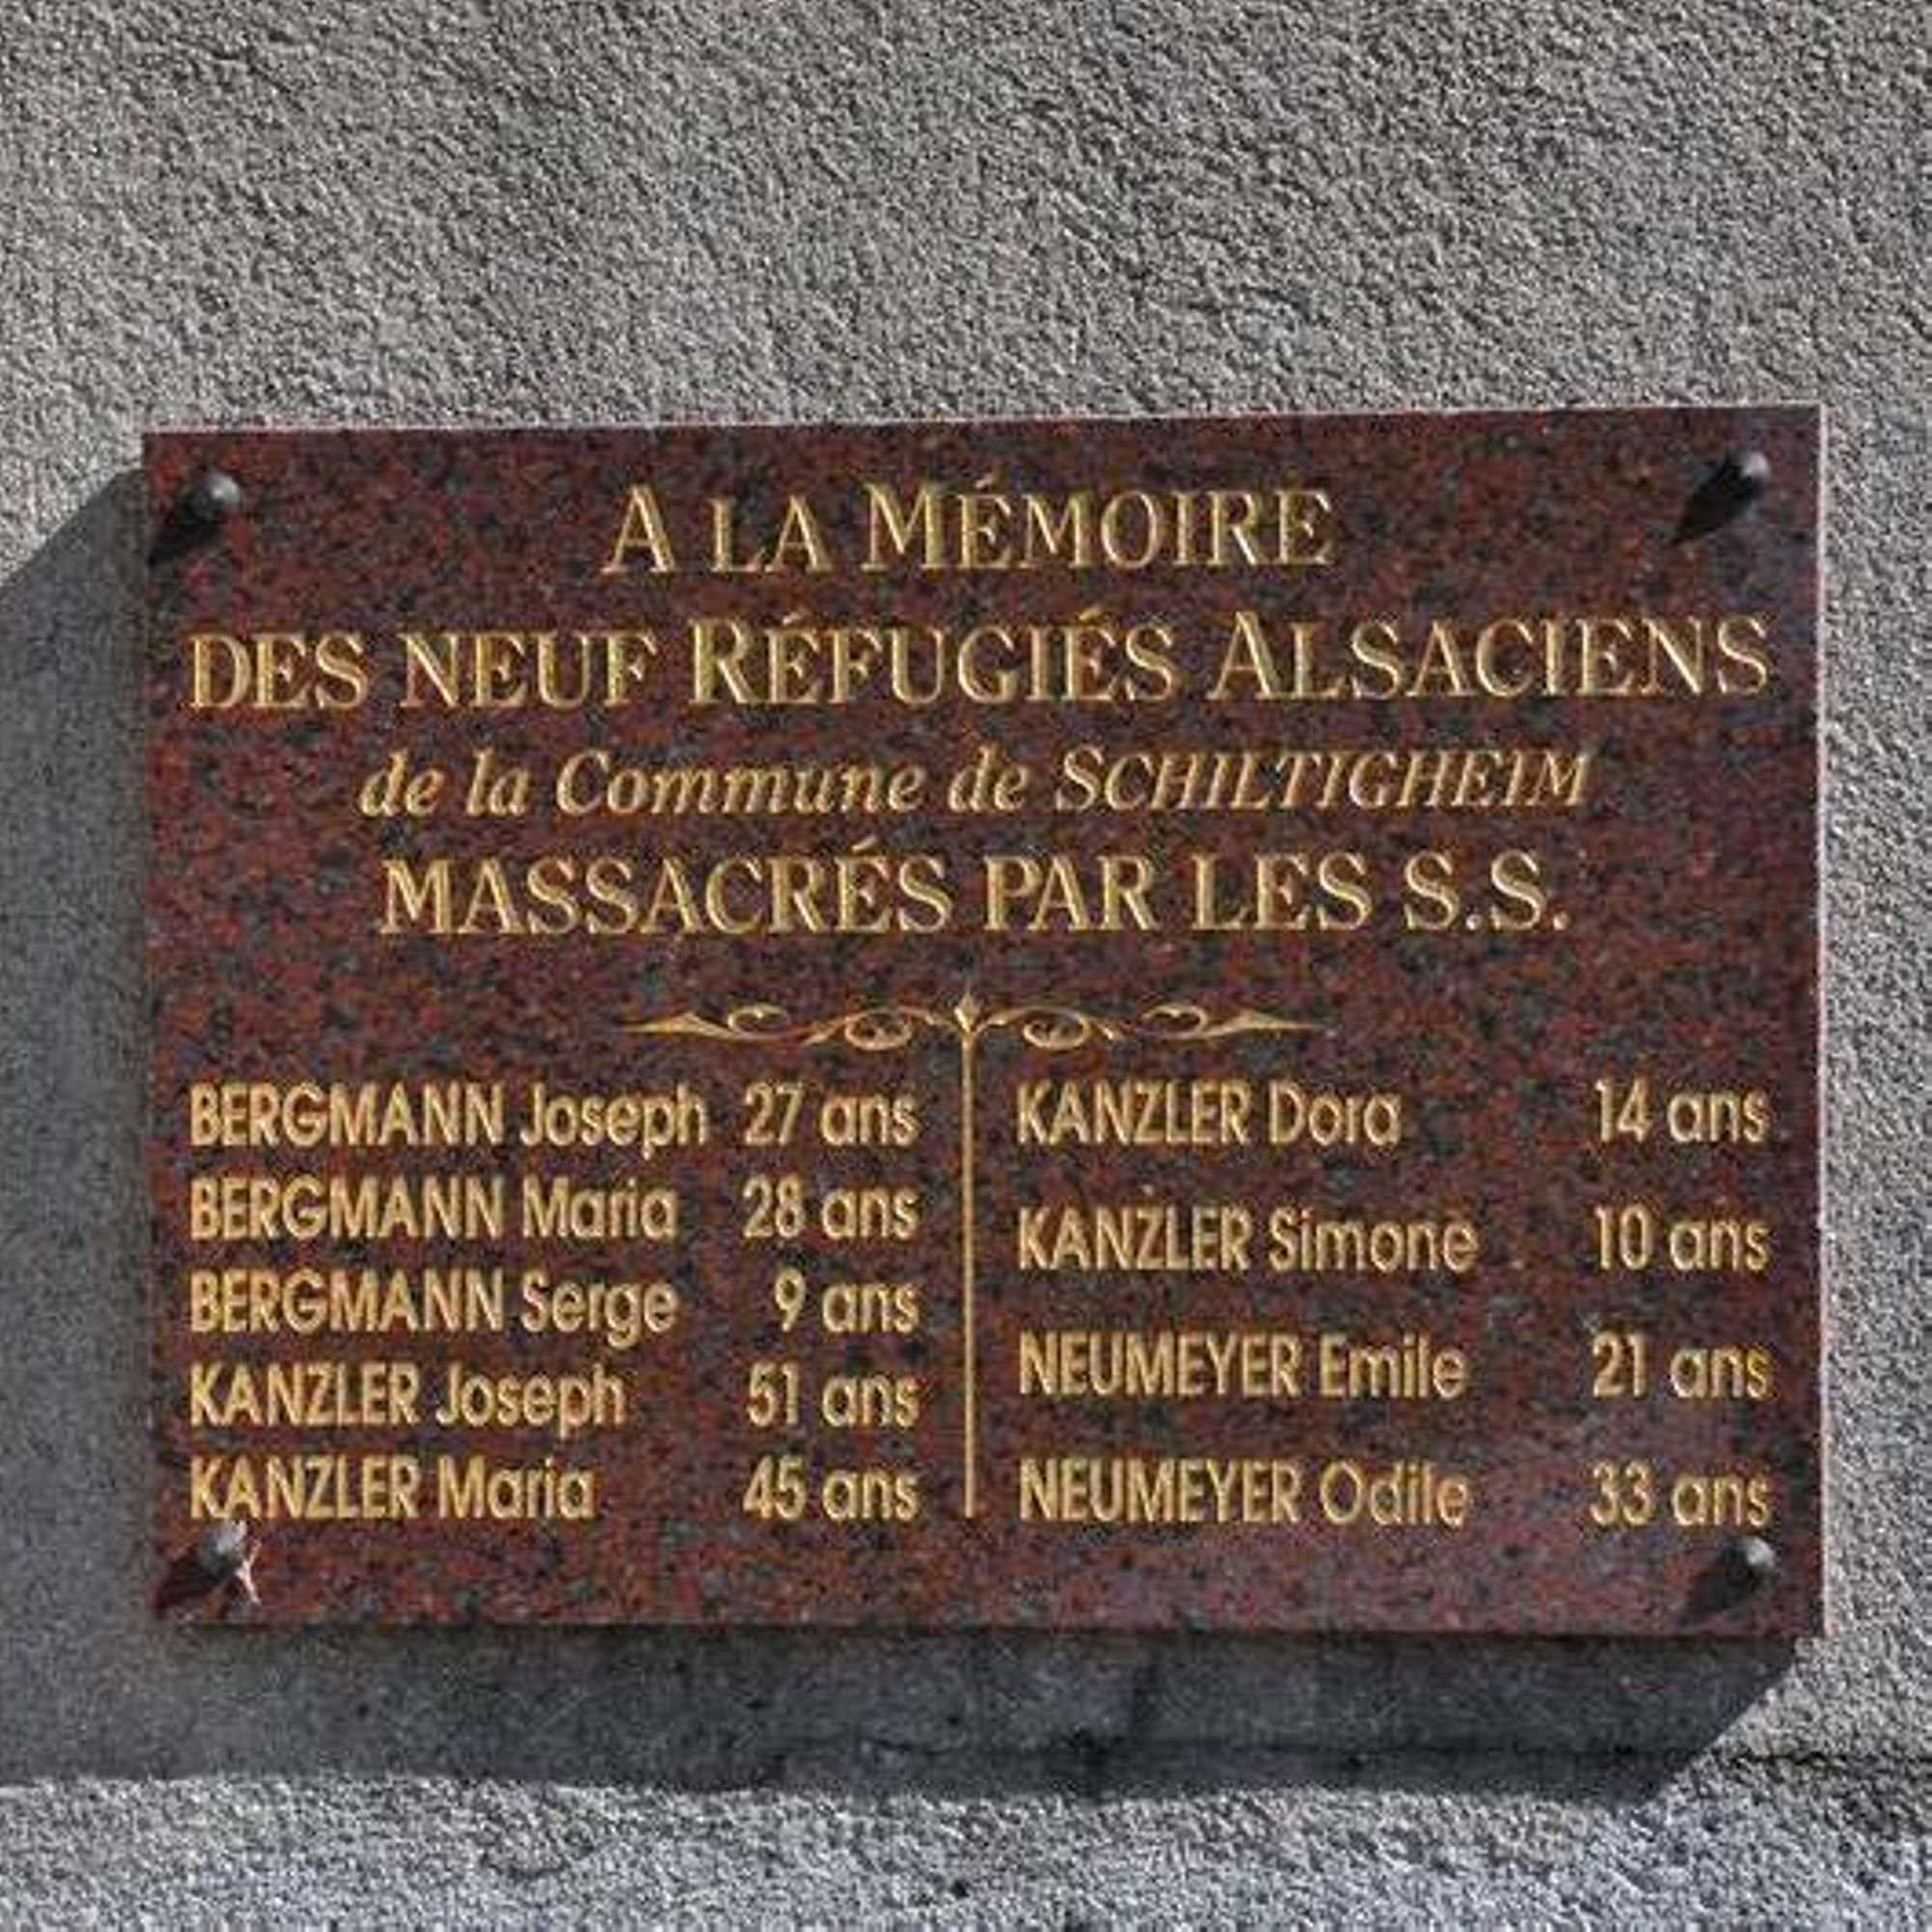 A LA MÉMOIRE
DES NEUF RÉFUGIÉS ALSACIENS
de la Commune de SCHILTIGHEIM
MASSACRÉS PAR LES S.S.
BERGMANN Joseph 27 ans
BERGMANN Maria 28 ans
BERGMANN Serge 9 ans
KANZLER Joseph 51 ans
KANZLER Maria 45 ans
KANZLER Dora 14 ans
KANZLER Simone 10 ans
NEUMEYER Emile 21 ans
NEUMEYER Odile 33 ans